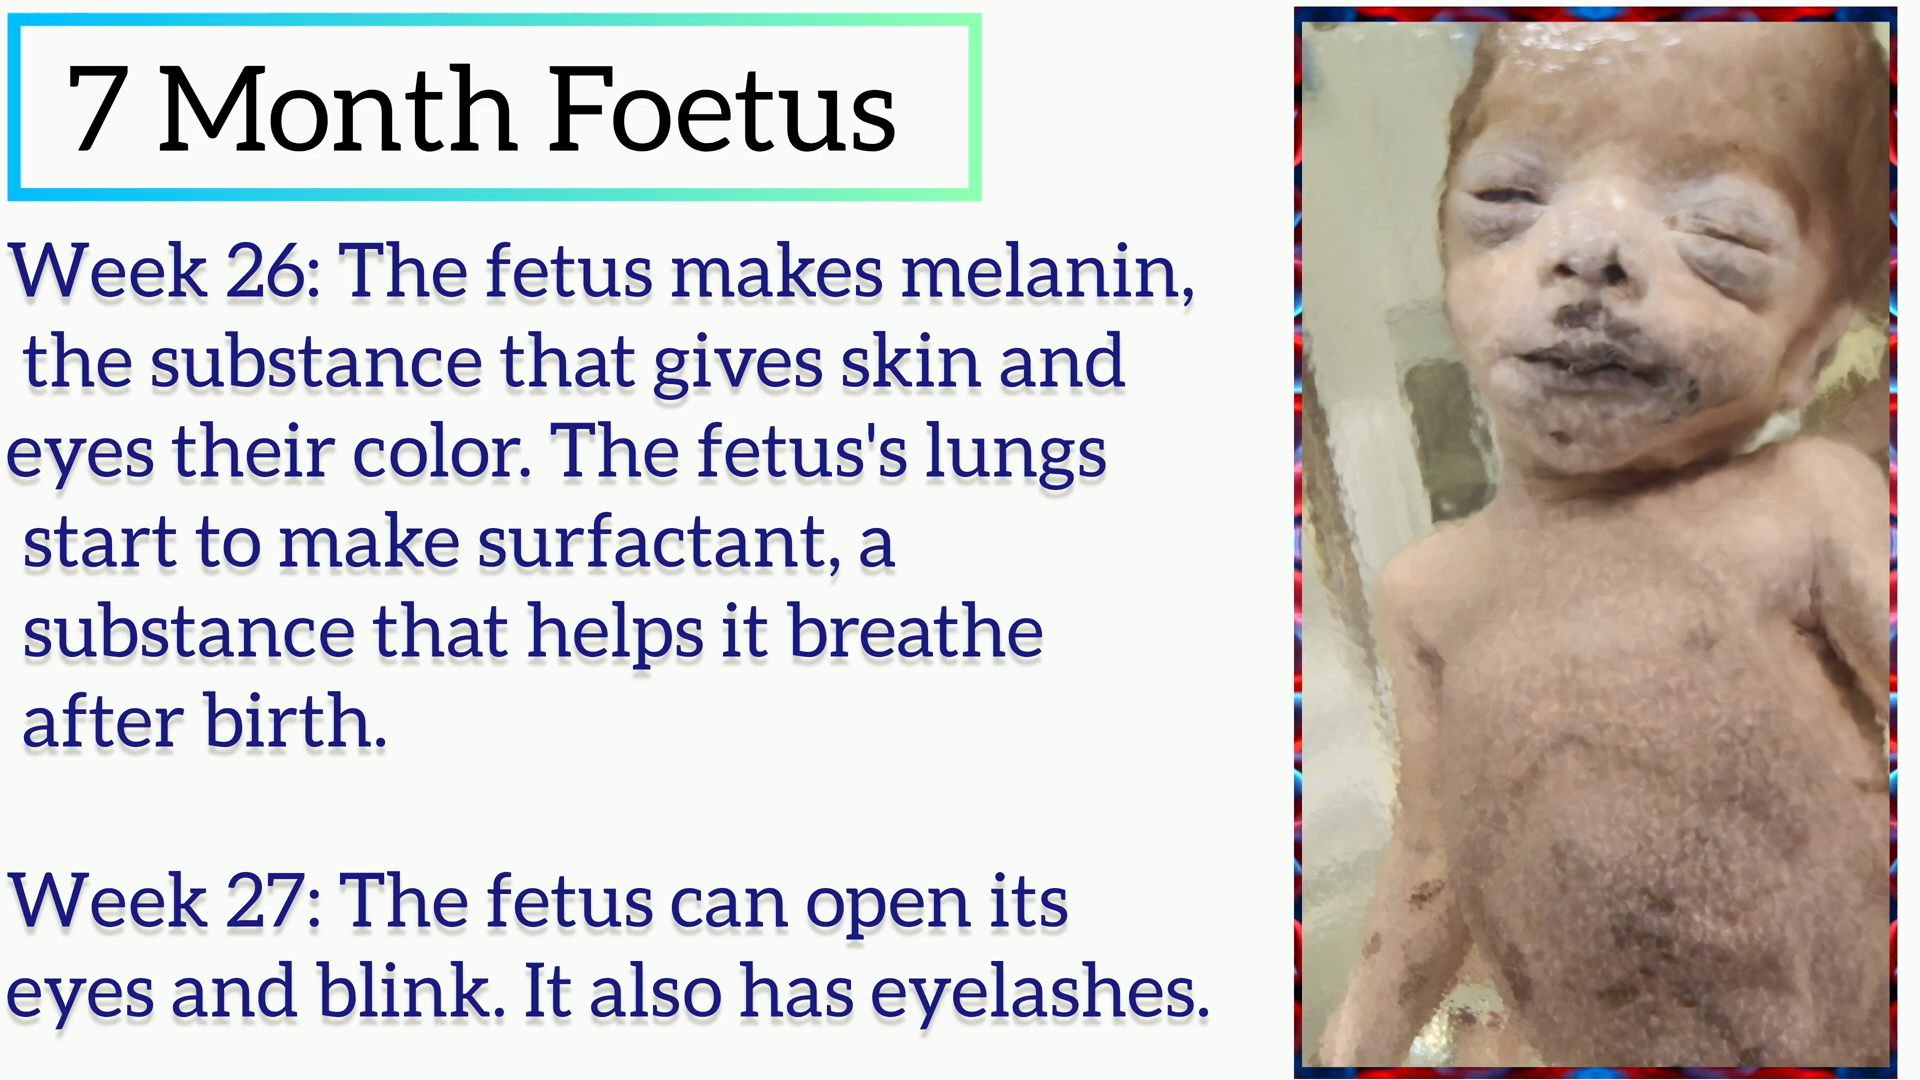 7 Month Foetus
Week 26: The fetus makes melanin,
the substance that gives skin and
eyes their color. The fetus's lungs
start to make surfactant, a
substance that helps it breathe
after birth.
Week 27: The fetus can open its
eyes and blink. It also has eyelashes.